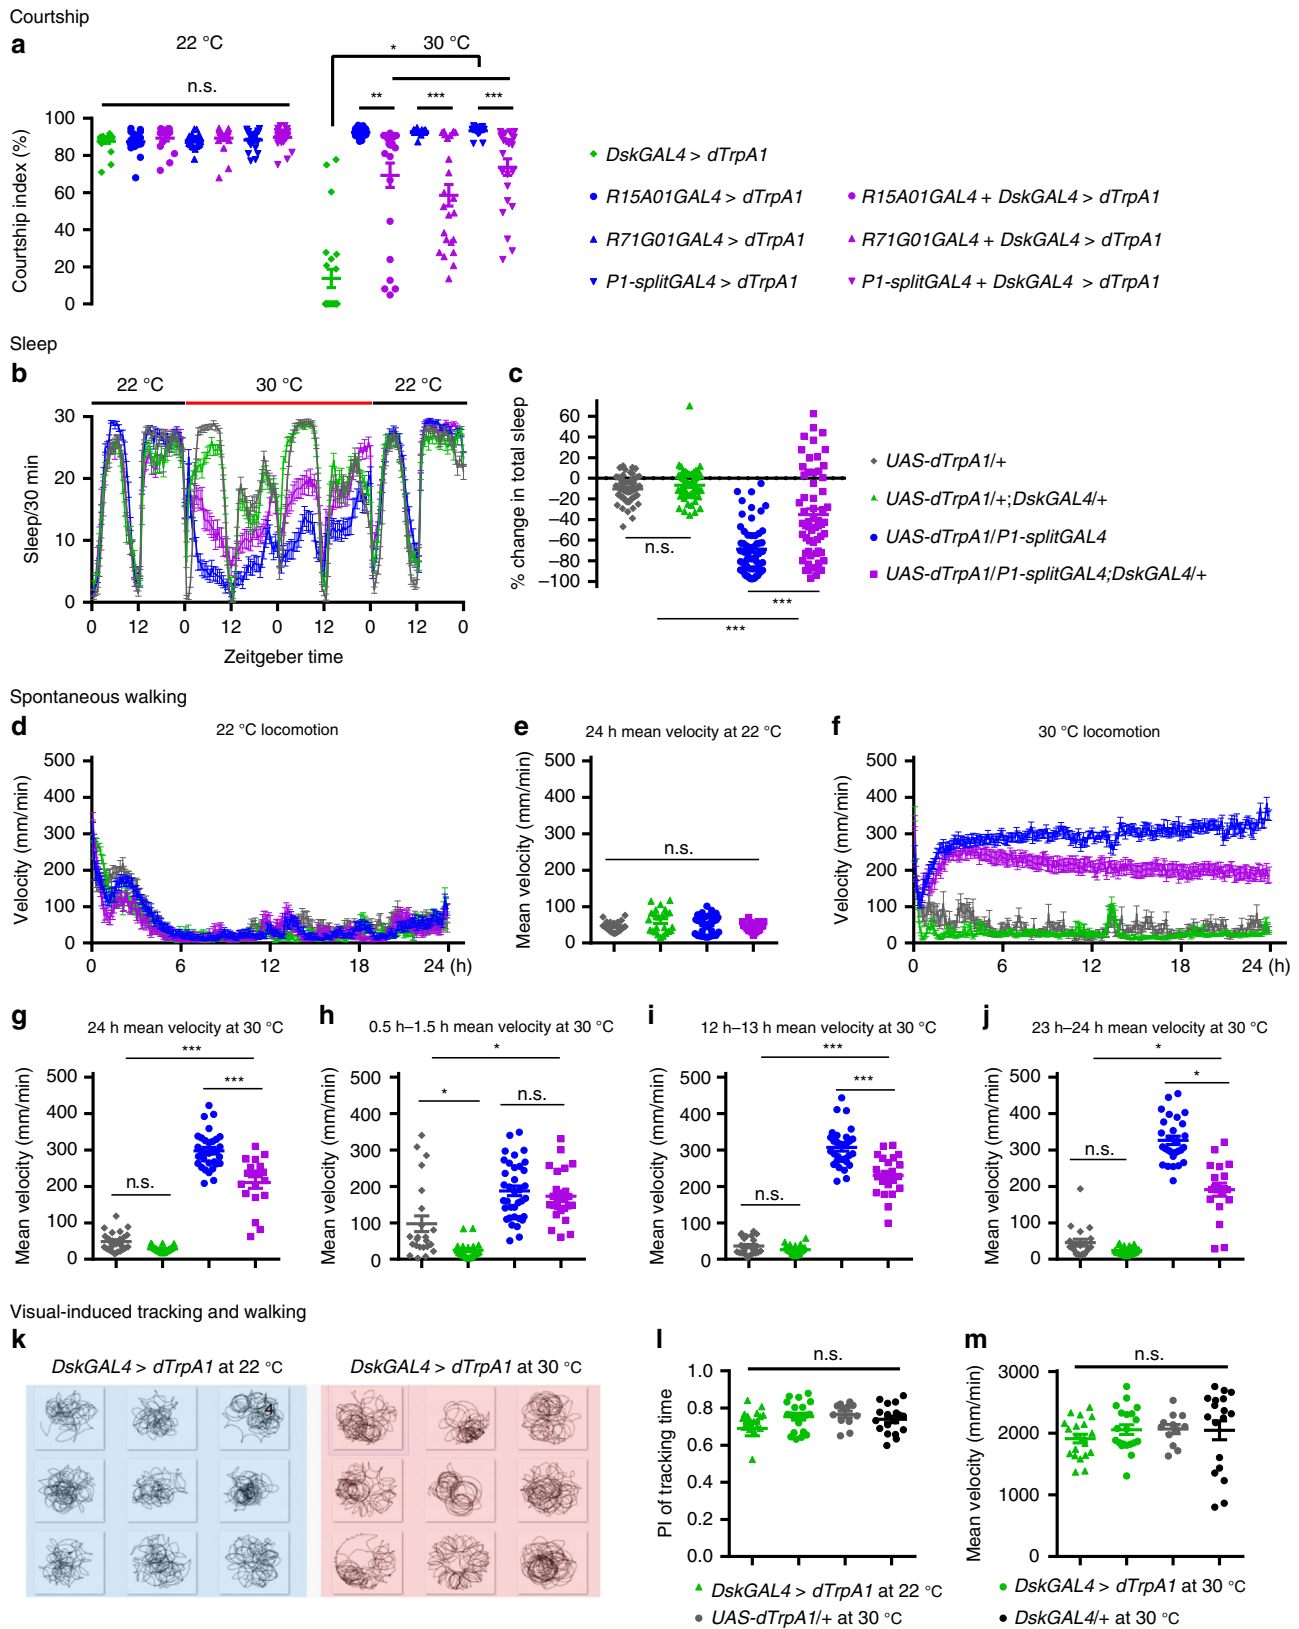 Courtship
a
22 °C
30 °C
*
n.s.
**
***
***
Courtship index (%)
100
80
60
40
20
0
DskGAL4 > dTrpA1
R15A01GAL4 > dTrpA1
R15A01GAL4 + DskGAL4 > dTrpA1
R71G01GAL4 > dTrpA1
R71G01GAL4 + DskGAL4 > dTrpA1
P1-splitGAL4 > dTrpA1
P1-splitGAL4 + DskGAL4 > dTrpA1
Sleep
b
22 °C
30 °C
22 °C
Sleep/30 min
30
20
10
0
0 12 0 12 0 12 0 12 0
Zeitgeber time
c
% change in total sleep
60
40
20
0
−20
−40
−60
−80
−100
n.s.
***
***
UAS-dTrpA1/+
UAS-dTrpA1/+;DskGAL4/+
UAS-dTrpA1/P1-splitGAL4
UAS-dTrpA1/P1-splitGAL4;DskGAL4/+
Spontaneous walking
d
22 °C locomotion
Velocity (mm/min)
500
400
300
200
100
0
0 6 12 18 24 (h)
e
24 h mean velocity at 22 °C
Mean velocity (mm/min)
500
400
300
200
100
0
n.s.
f
30 °C locomotion
Velocity (mm/min)
500
400
300
200
100
0
0 6 12 18 24 (h)
g
24 h mean velocity at 30 °C
***
***
n.s.
Mean velocity (mm/min)
500
400
300
200
100
0
h
0.5 h–1.5 h mean velocity at 30 °C
*
*
n.s.
Mean velocity (mm/min)
500
400
300
200
100
0
i
12 h–13 h mean velocity at 30 °C
***
***
n.s.
Mean velocity (mm/min)
500
400
300
200
100
0
j
23 h–24 h mean velocity at 30 °C
*
*
n.s.
Mean velocity (mm/min)
500
400
300
200
100
0
Visual-induced tracking and walking
k
DskGAL4 > dTrpA1 at 22 °C
DskGAL4 > dTrpA1 at 30 °C
4
l
n.s.
PI of tracking time
1.0
0.8
0.6
0.4
0.2
0.0
m
n.s.
Mean velocity (mm/min)
3000
2000
1000
0
DskGAL4 > dTrpA1 at 22 °C
DskGAL4 > dTrpA1 at 30 °C
UAS-dTrpA1/+ at 30 °C
DskGAL4/+ at 30 °C